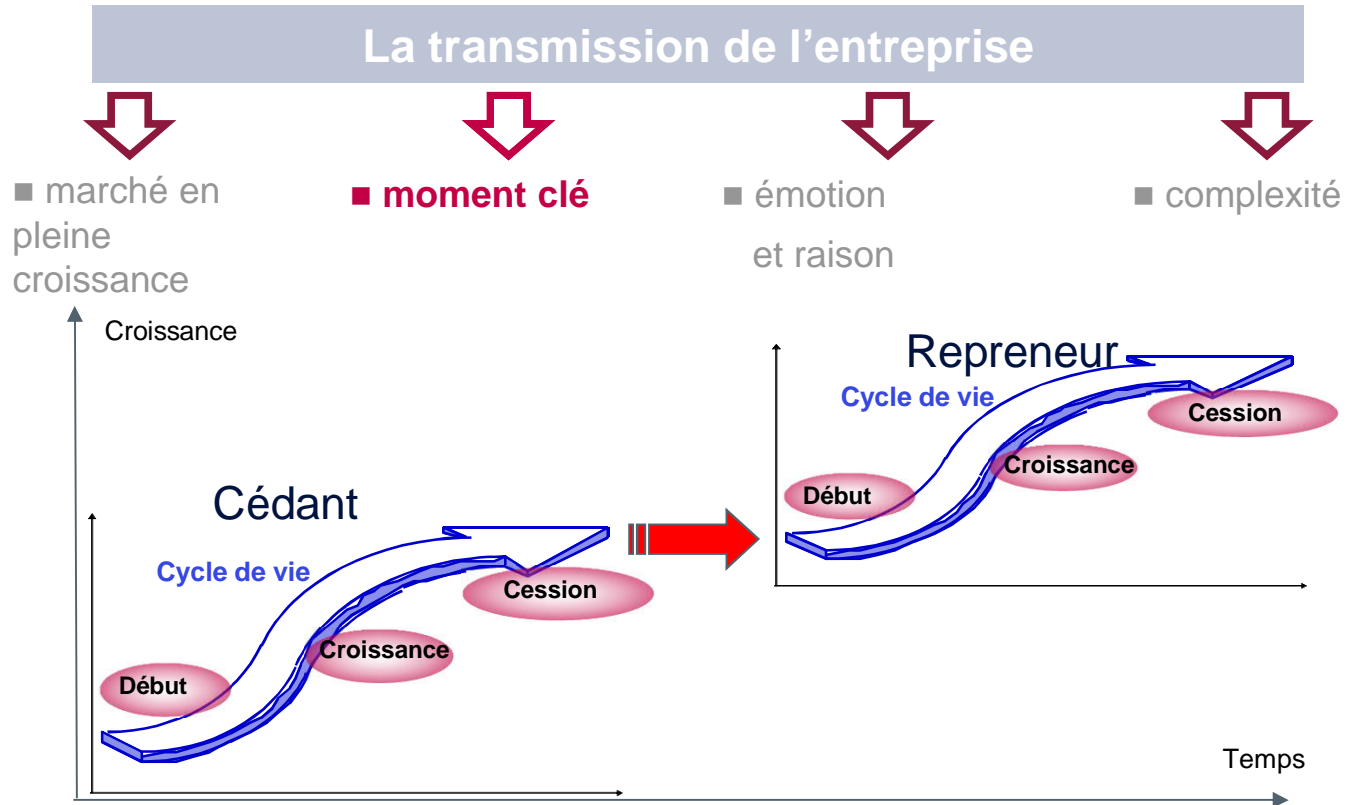 La transmission de l'entreprise
■ marché en
pleine
croissance
■ moment clé
■ émotion
et raison
■ complexité
Croissance
Cédant
Cycle de vie
Début
Croissance
Cession
Repreneur
Cycle de vie
Début
Croissance
Cession
Temps